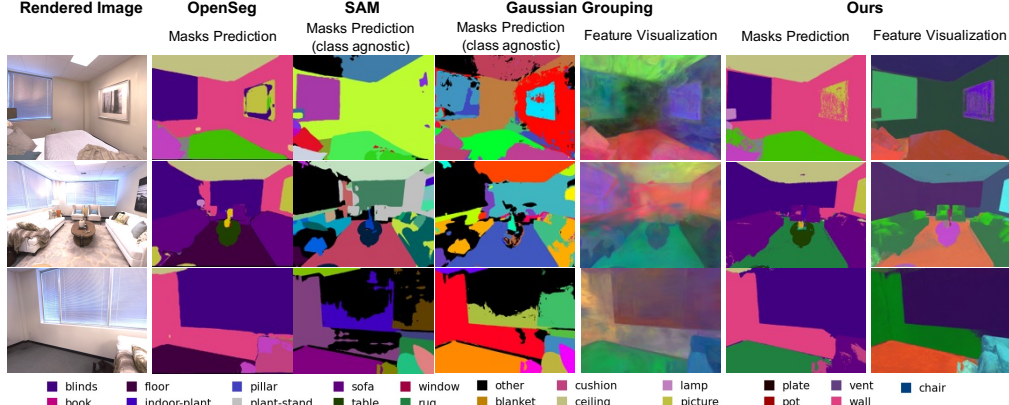 Rendered Image OpenSeg SAM Gaussian Grouping Ours
Masks Prediction Masks Prediction (class agnostic) Masks Prediction (class agnostic) Feature Visualization Masks Prediction Feature Visualization
blinds floor pillar sofa window other cushion lamp plate vent chair
book indoor-plant plant-stand table rug blanket ceiling picture pot wall